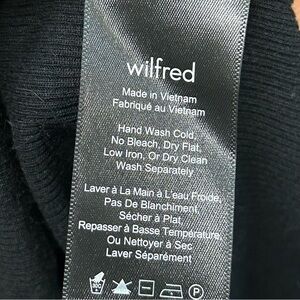 wilfred
Made in Vietnam
Fabriqué au Vietnam
Hand Wash Cold,
No Bleach, Dry Flat,
Low Iron, Or Dry Clean
Wash Separately
Laver à La Main à L'eau Froide,
Pas De Blanchiment,
Sécher à Plat,
Repasser à Basse Température,
Ou Nettoyer à Sec
Laver Séparément